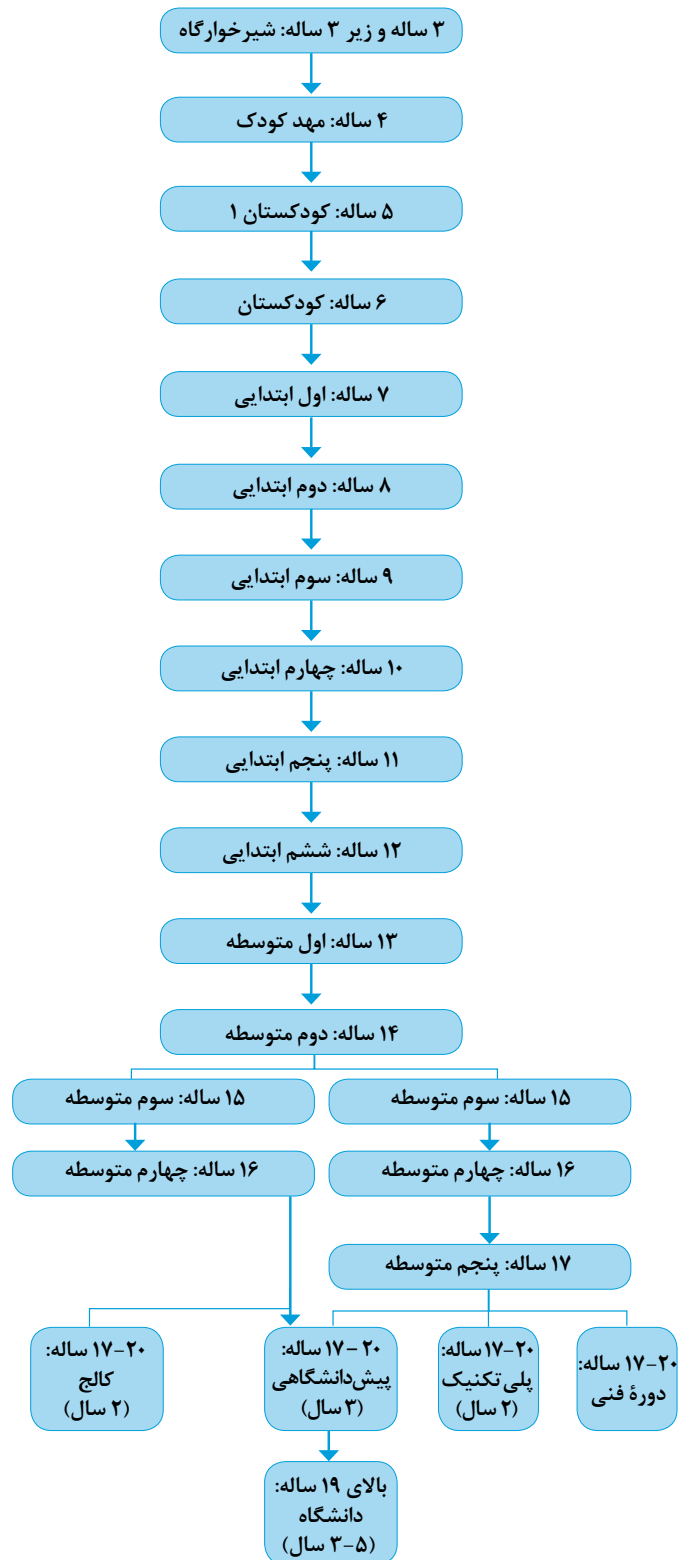 ۳ ساله و زیر ۳ ساله: شیرخوارگاه
۴ ساله: مهد کودک
۵ ساله: کودکستان ۱
۶ ساله: کودکستان
۷ ساله: اول ابتدایی
۸ ساله: دوم ابتدایی
۹ ساله: سوم ابتدایی
۱۰ ساله: چهارم ابتدایی
۱۱ ساله: پنجم ابتدایی
۱۲ ساله: ششم ابتدایی
۱۳ ساله: اول متوسطه
۱۴ ساله: دوم متوسطه
۱۵ ساله: سوم متوسطه
۱۵ ساله: سوم متوسطه
۱۶ ساله: چهارم متوسطه
۱۶ ساله: چهارم متوسطه
۱۷ ساله: پنجم متوسطه
۱۷-۲۰ ساله:
دورهٔ فنی
۱۷-۲۰ ساله:
پلی‌تکنیک
(۲ سال)
۱۷-۲۰ ساله:
پیش‌دانشگاهی
(۳ سال)
۱۷-۲۰ ساله:
کالج
(۲ سال)
بالای ۱۹ ساله:
دانشگاه
(۳-۵ سال)